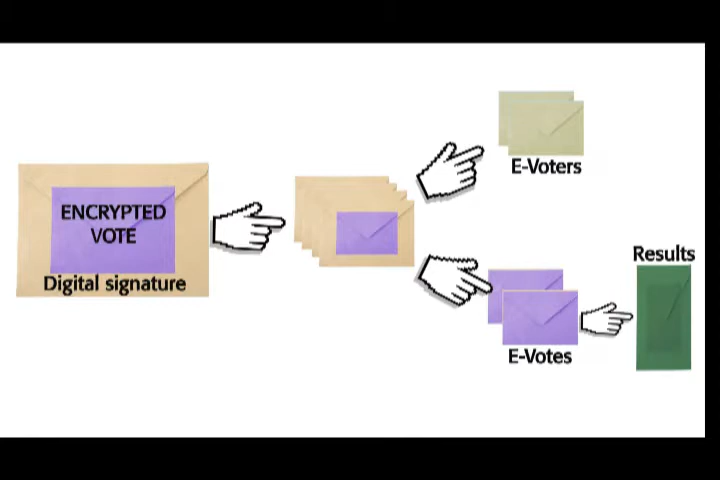 ENCRYPTED
VOTE
Digital signature
E-Voters
E-Votes
Results